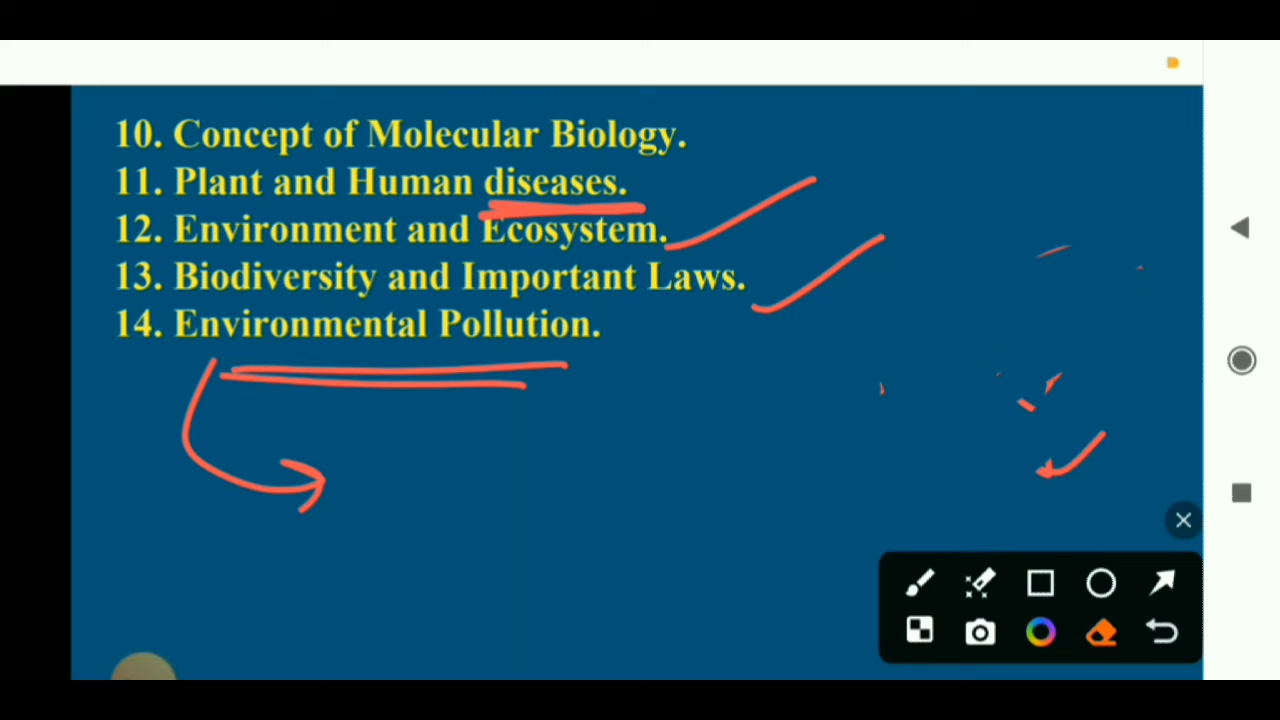 10. Concept of Molecular Biology.
11. Plant and Human diseases.
12. Environment and Ecosystem.
13. Biodiversity and Important Laws.
14. Environmental Pollution.